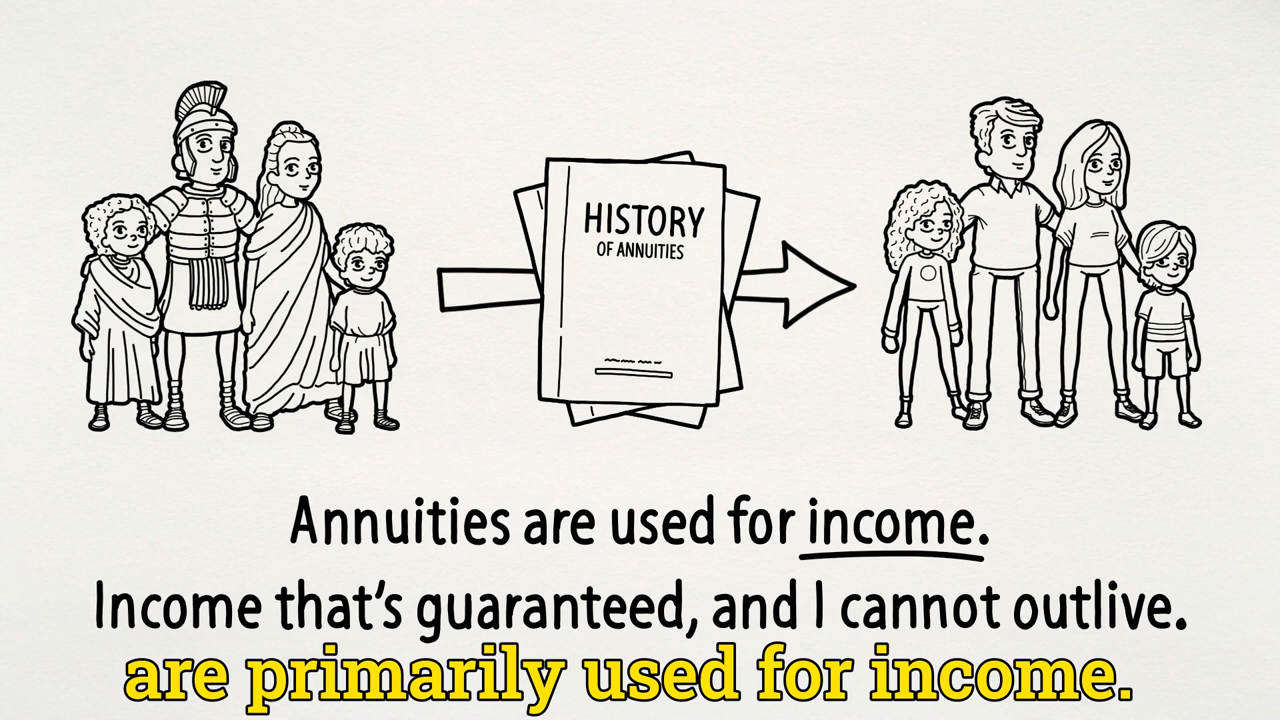 HISTORY
OF ANNUITIES
Annuities are used for income.
Income that's guaranteed, and I cannot outlive.
are primarily used for income.